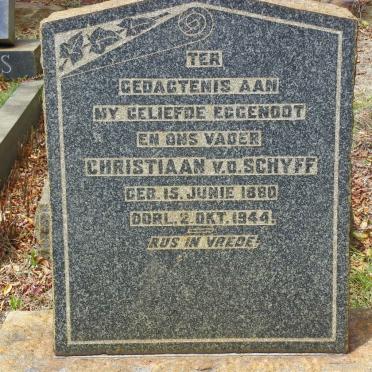 TER
GEDAGTENIS AAN
MY GELIEFDE EGGENOOT
EN ONS VADER
CHRISTIAAN V.D. SCHYFF
GEB. 15. JUNIE 1880
OORL. 2. OKT. 1944.
RUS IN VREDE.
S